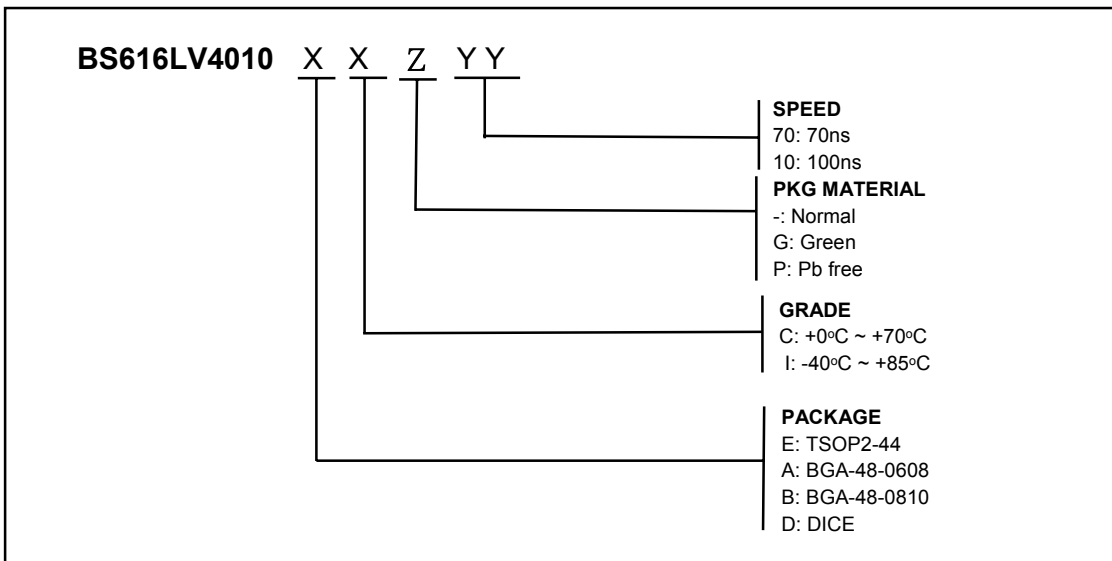 BS616LV4010 X X Z Y Y
SPEED
70: 70ns
10: 100ns
PKG MATERIAL
-: Normal
G: Green
P: Pb free
GRADE
C: +0ºC ~ +70ºC
I: -40ºC ~ +85ºC
PACKAGE
E: TSOP2-44
A: BGA-48-0608
B: BGA-48-0810
D: DICE